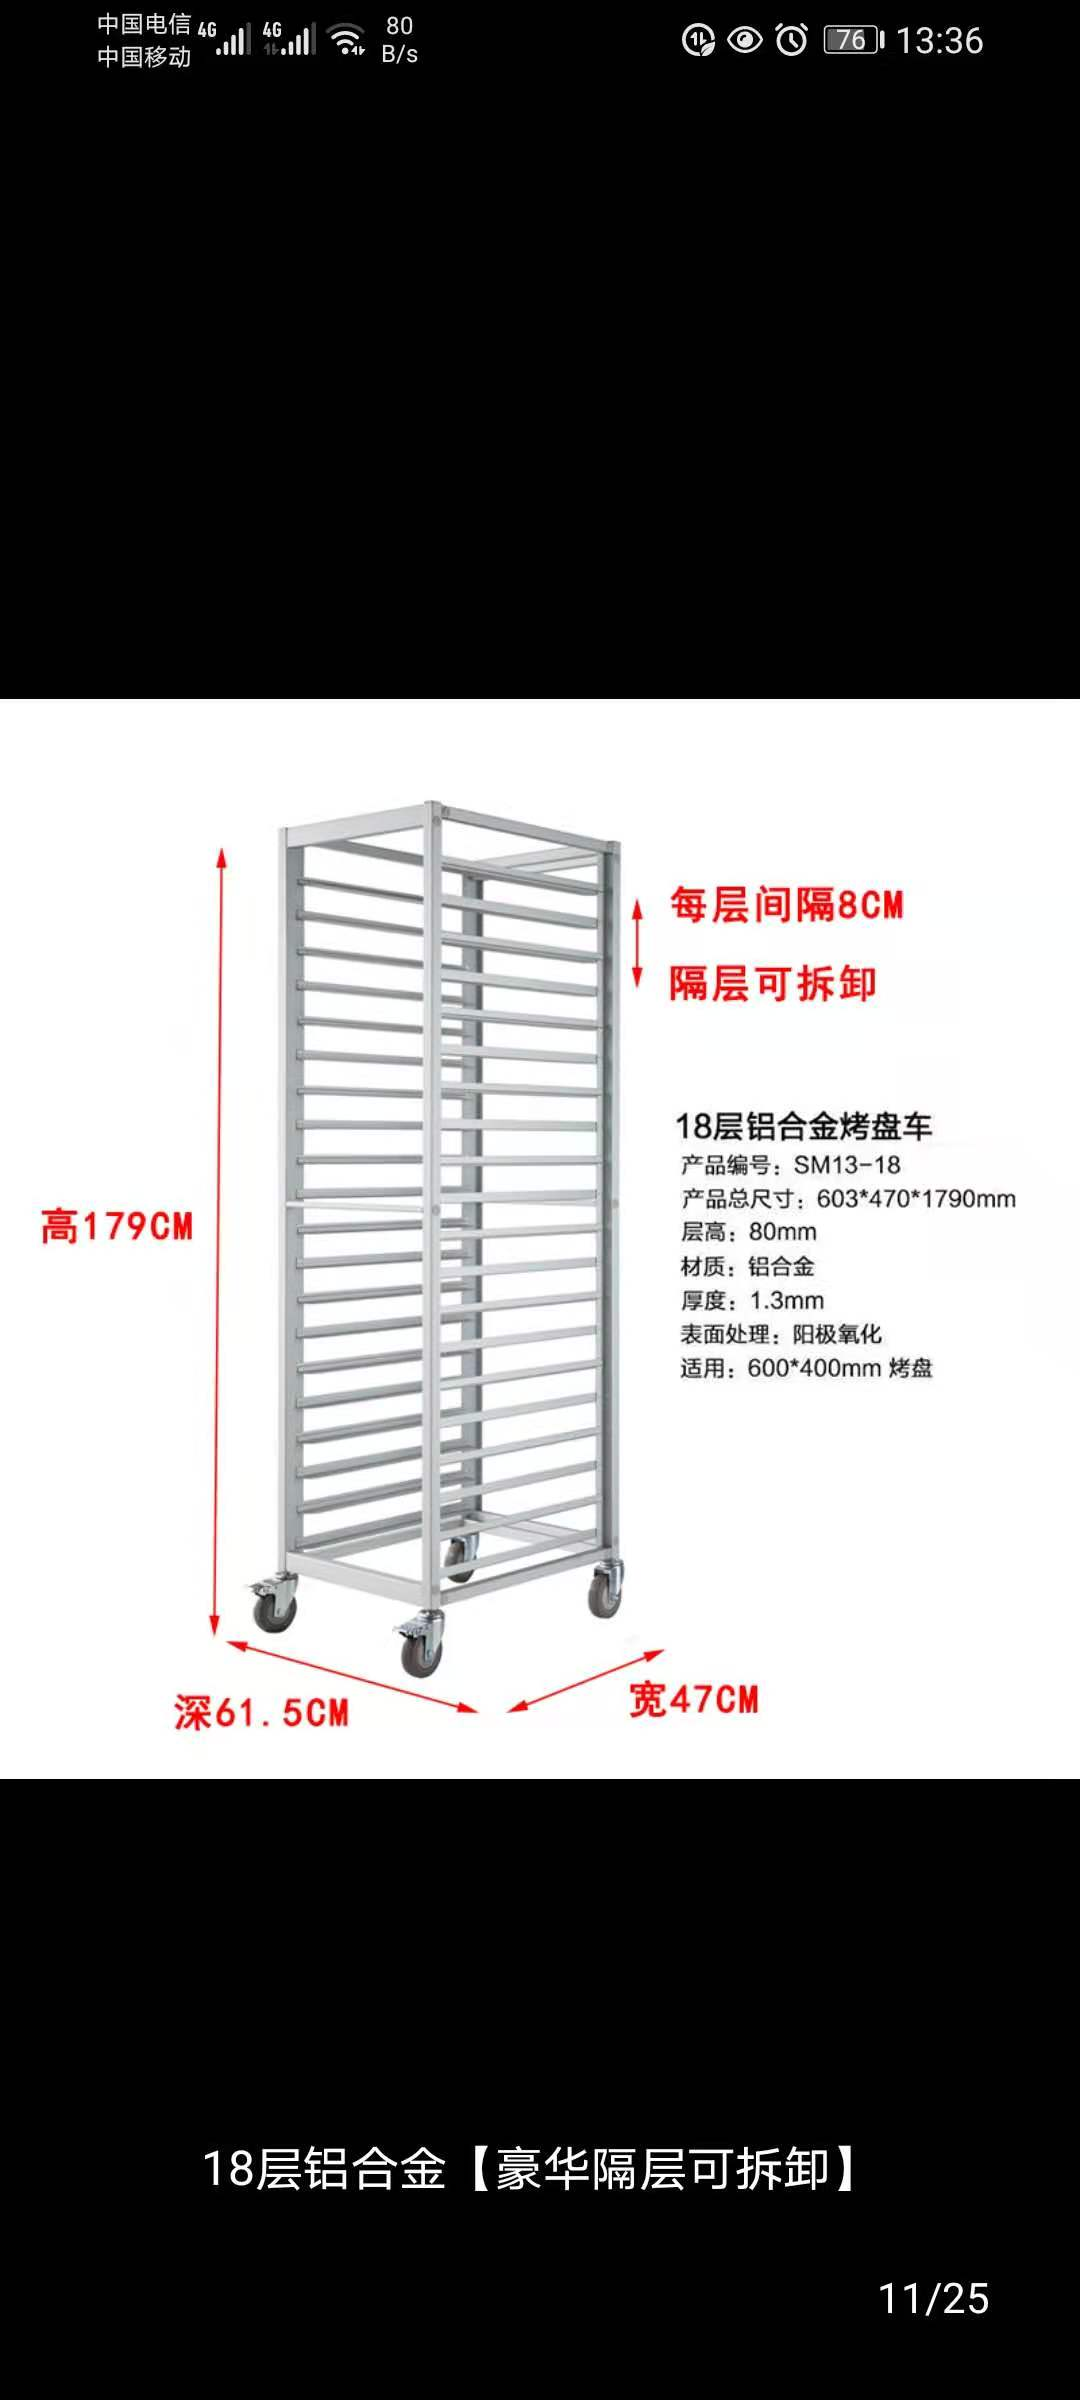 中国电信 4G 4G 80 76 13:36
中国移动 B/s
每层间隔8CM
隔层可拆卸
18层铝合金烤盘车
产品编号：SM13-18
产品总尺寸：603*470*1790mm
层高：80mm
材质：铝合金
厚度：1.3mm
表面处理：阳极氧化
适用：600*400mm 烤盘
高179CM
深61.5CM
宽47CM
18层铝合金【豪华隔层可拆卸】
11/25